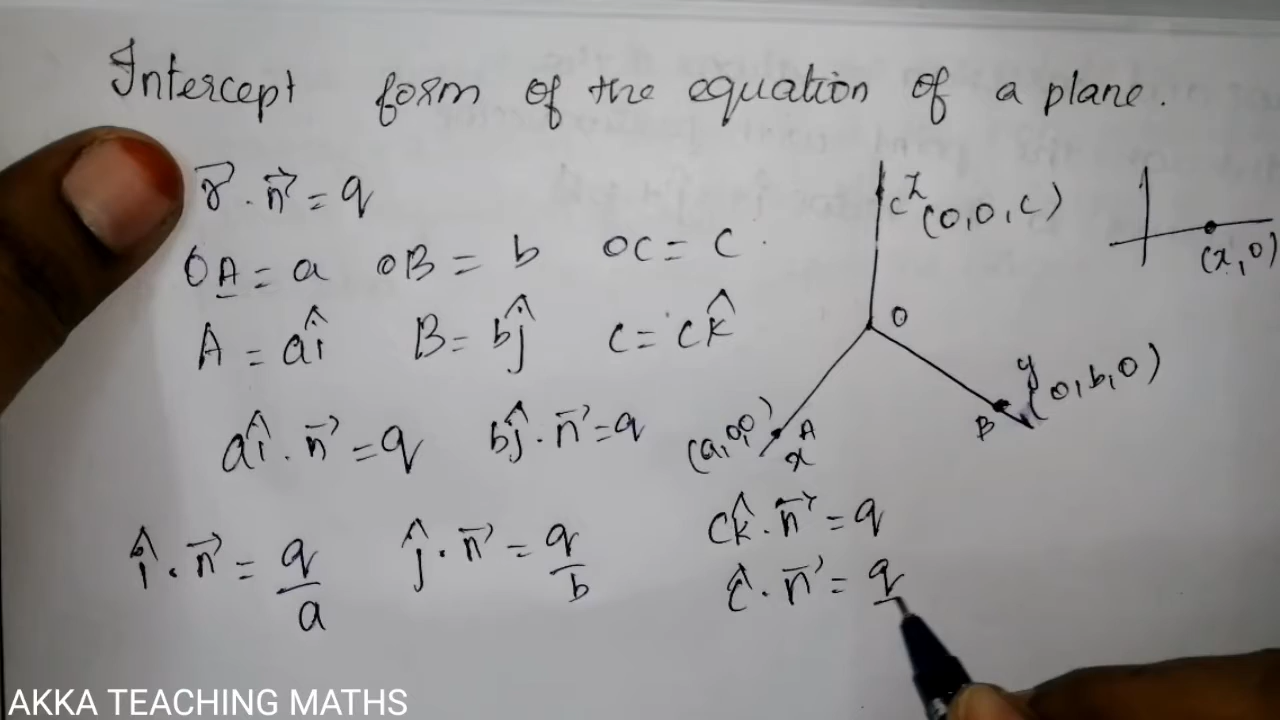 Intercept form of the equation of a plane.
r⃗ . n⃗ = q
OA = a OB = b OC = c
A = aî B = bĵ C = ck̂
aî . n⃗ = q bĵ . n⃗ = q
ck̂ . n⃗ = q
î . n⃗ = q/a ĵ . n⃗ = q/b
ĉ . n⃗ = q
z
C (0,0,c)
O
y
(0,b,0)
B
(a,0,0)
A
x
(x,0)
AKKA TEACHING MATHS